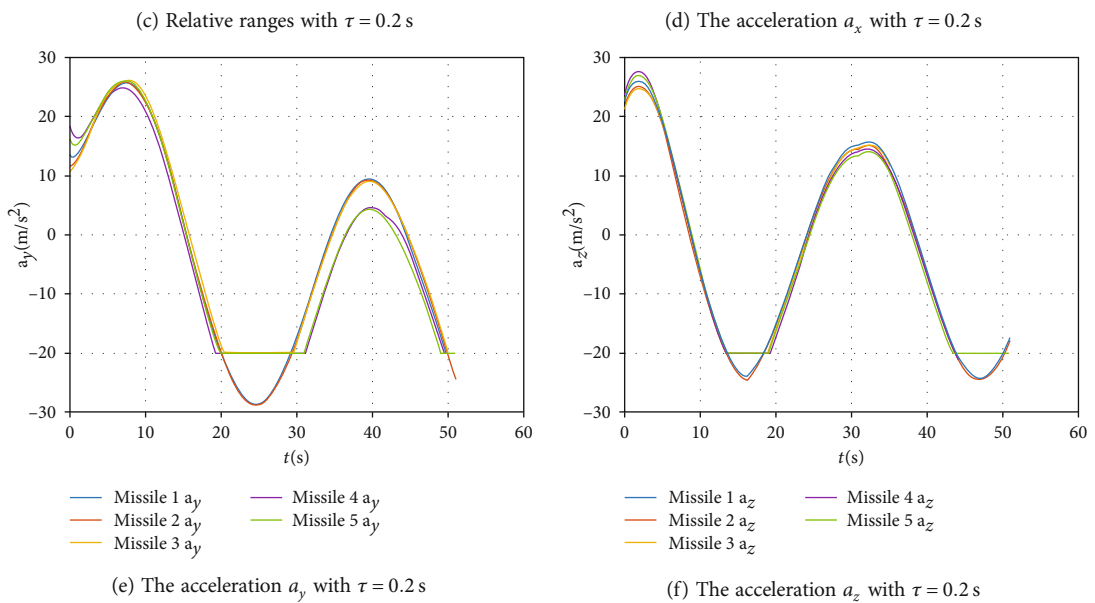 (c) Relative ranges with τ = 0.2 s
(d) The acceleration a_x with τ = 0.2 s
30
20
10
0
−10
−20
−30
a_y(m/s²)
0 10 20 30 40 50 60
t(s)
Missile 1 a_y
Missile 2 a_y
Missile 3 a_y
Missile 4 a_y
Missile 5 a_y
(e) The acceleration a_y with τ = 0.2 s
30
20
10
0
−10
−20
−30
a_z(m/s²)
0 10 20 30 40 50 60
t(s)
Missile 1 a_z
Missile 2 a_z
Missile 3 a_z
Missile 4 a_z
Missile 5 a_z
(f) The acceleration a_z with τ = 0.2 s